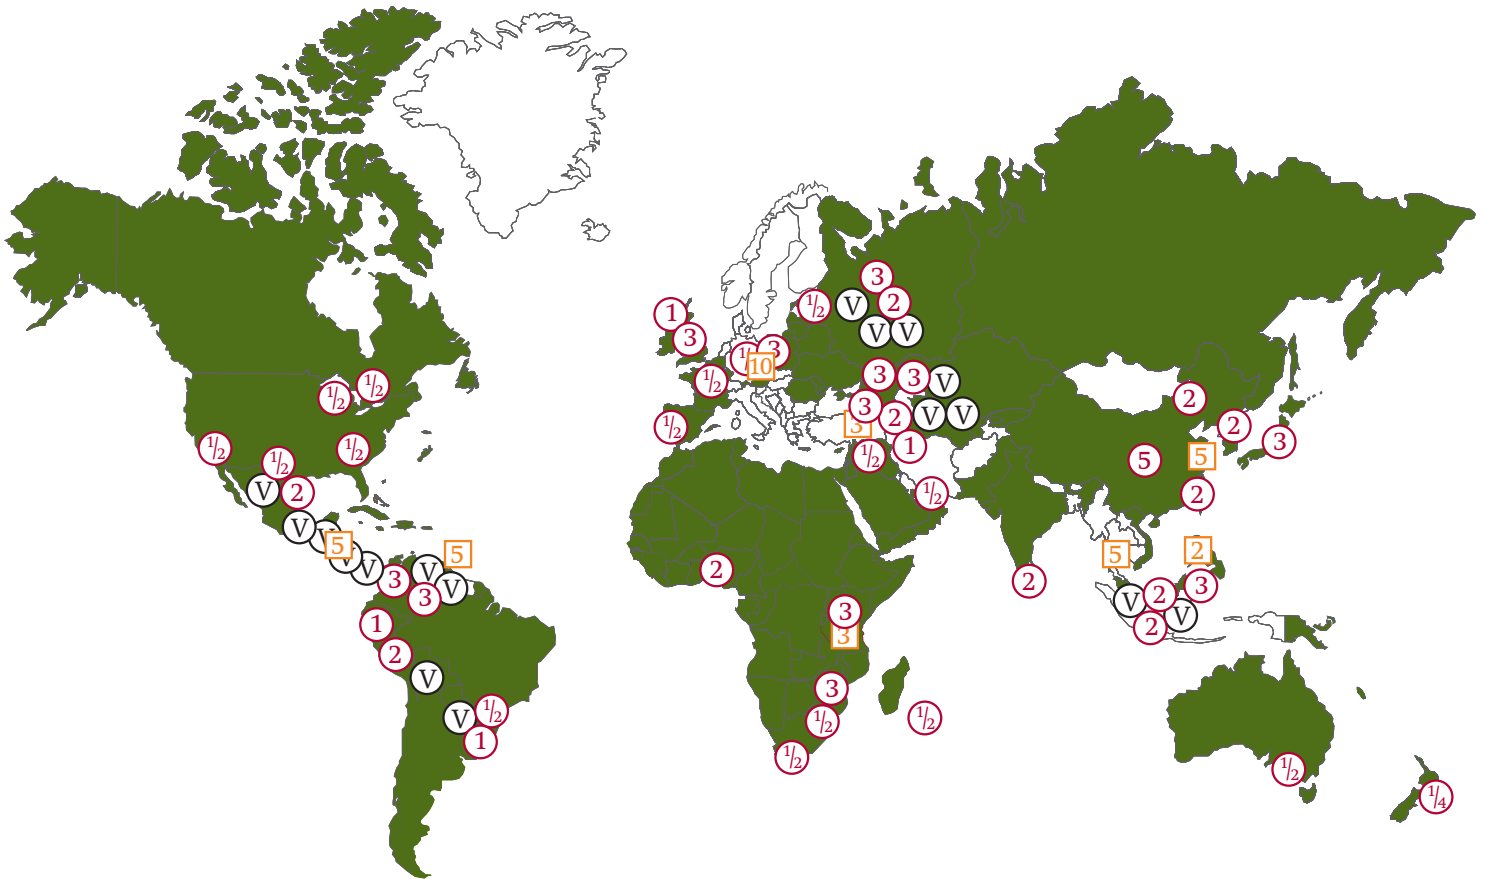 3
½ V 2
1
3 V V
½ 3
10
½ 3 3 V
½ ½ 2
3 2 V V
½ 3 2
½ ½ 1 3
½ ½ 5 5
V 2 ½ 2
V
V 5 5 2
V V 3 V 2 2 3
V 3 2 V
1 3 2 V
2 3
V 3
V ½ ½ ½
1 ½ ½
¼